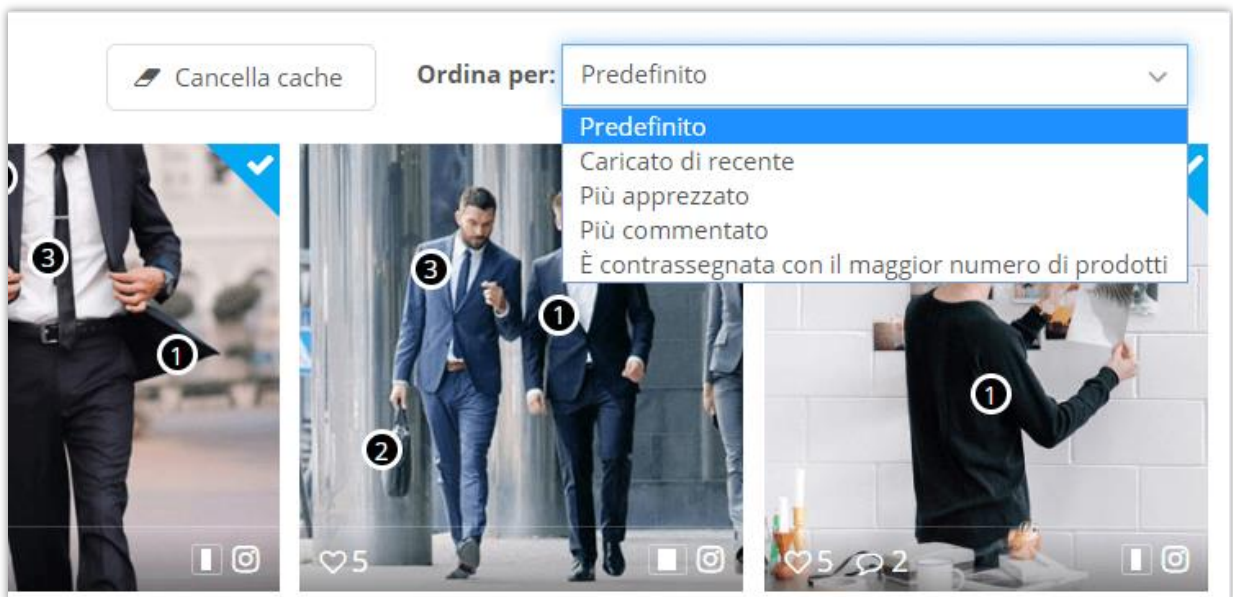 Cancella cache
Ordina per: Predefinito
Predefinito
Caricato di recente
Più apprezzato
Più commentato
È contrassegnata con il maggior numero di prodotti
3
3
1
1
1
2
5
5 2